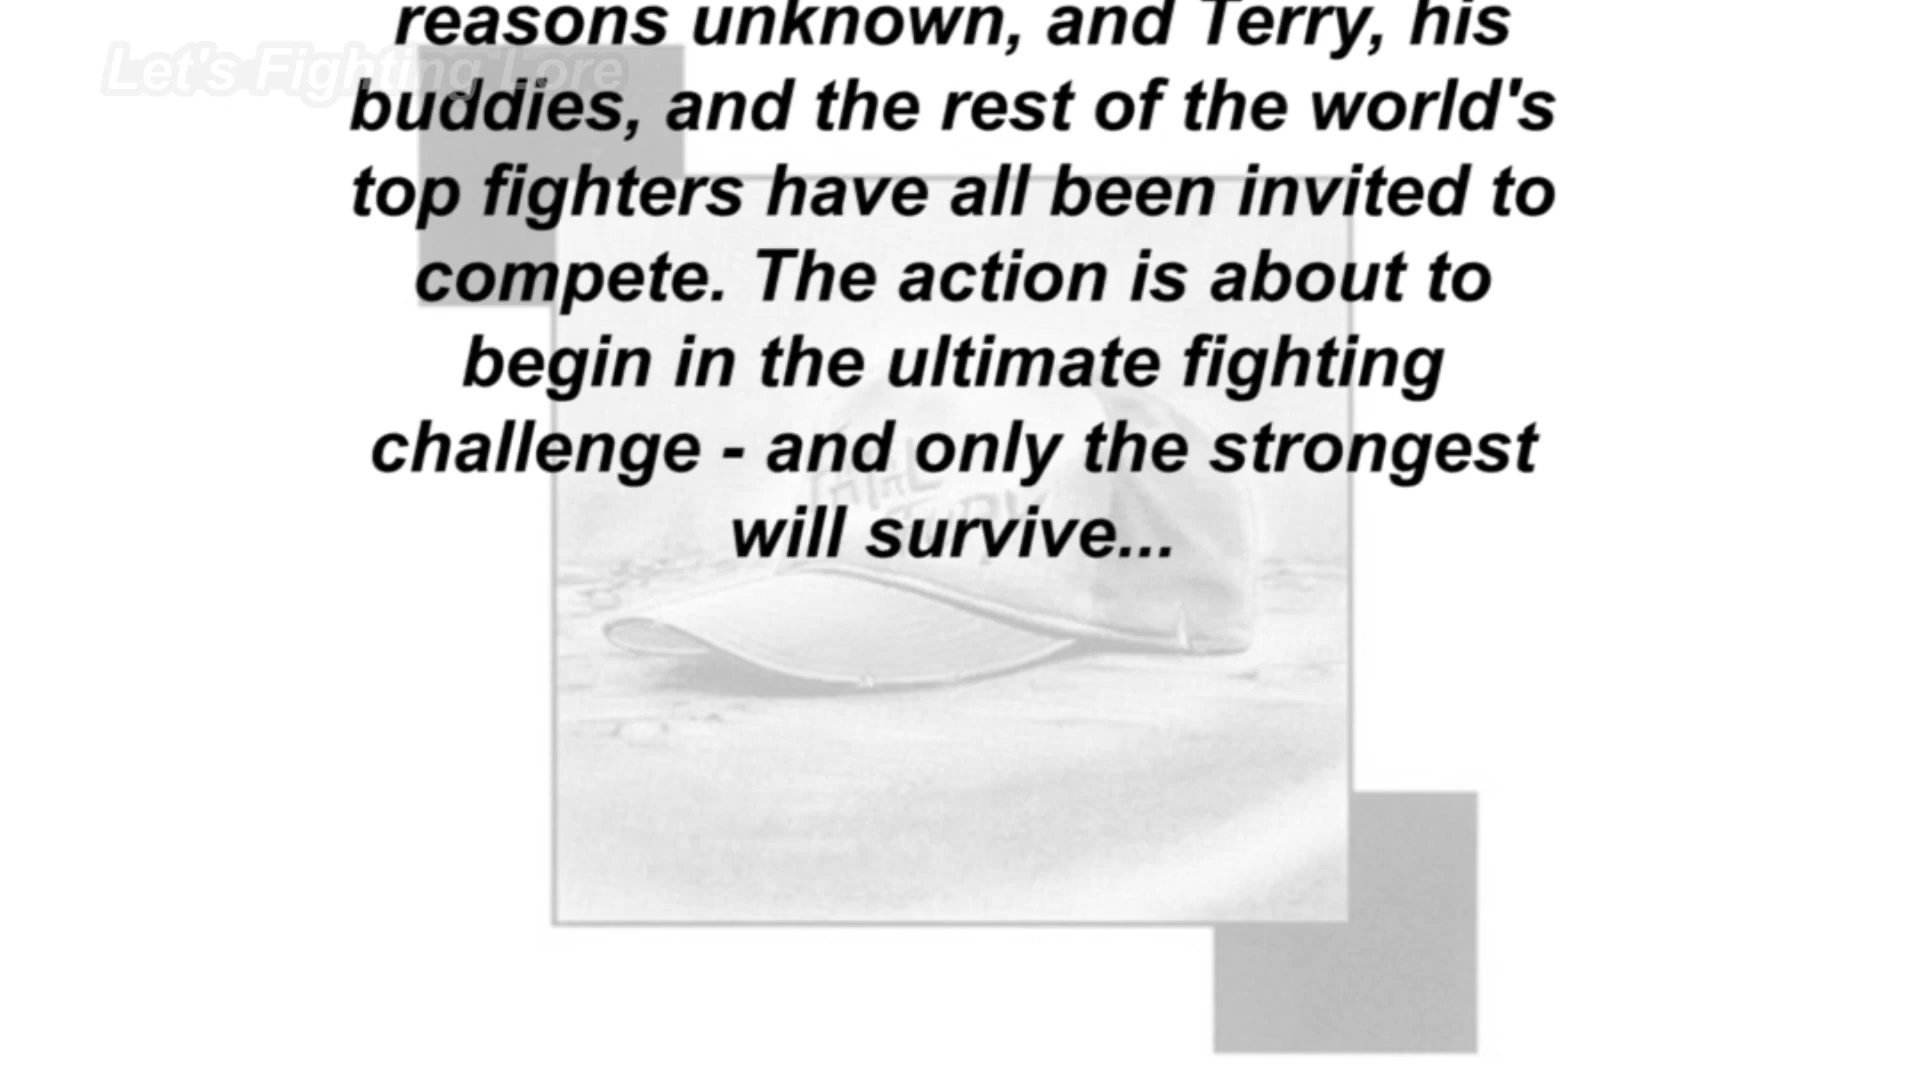 reasons unknown, and Terry, his
Let's Fighting Lore
buddies, and the rest of the world's
top fighters have all been invited to
compete. The action is about to
begin in the ultimate fighting
challenge - and only the strongest
will survive...
FATAL
FURY